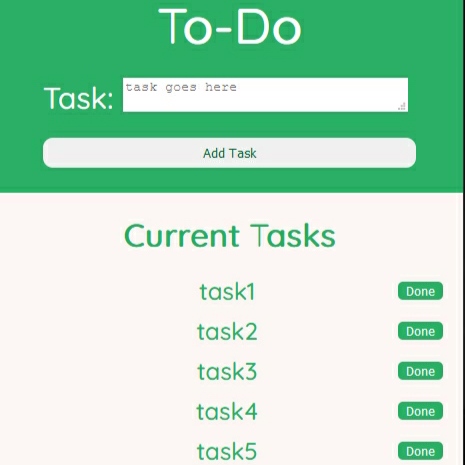 To-Do
Task: task goes here
Add Task
Current Tasks
task1 Done
task2 Done
task3 Done
task4 Done
task5 Done